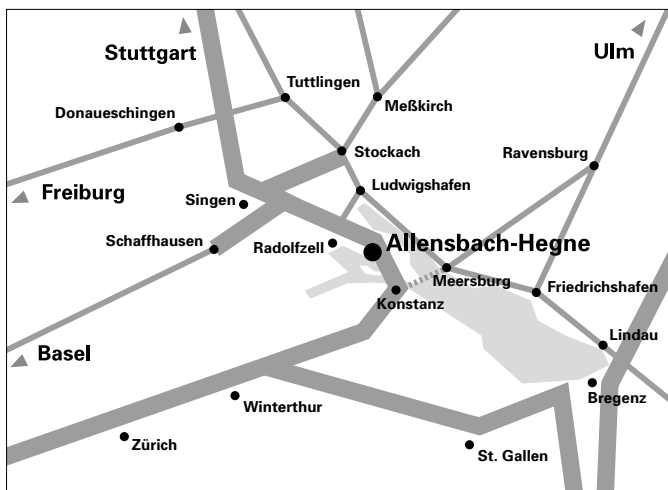 Stuttgart
Ulm
Tuttlingen
Meßkirch
Donaueschingen
Stockach
Ravensburg
Freiburg
Ludwigshafen
Singen
Schaffhausen
Radolfzell
Allensbach-Hegne
Meersburg
Konstanz
Friedrichshafen
Basel
Lindau
Bregenz
Winterthur
Zürich
St. Gallen